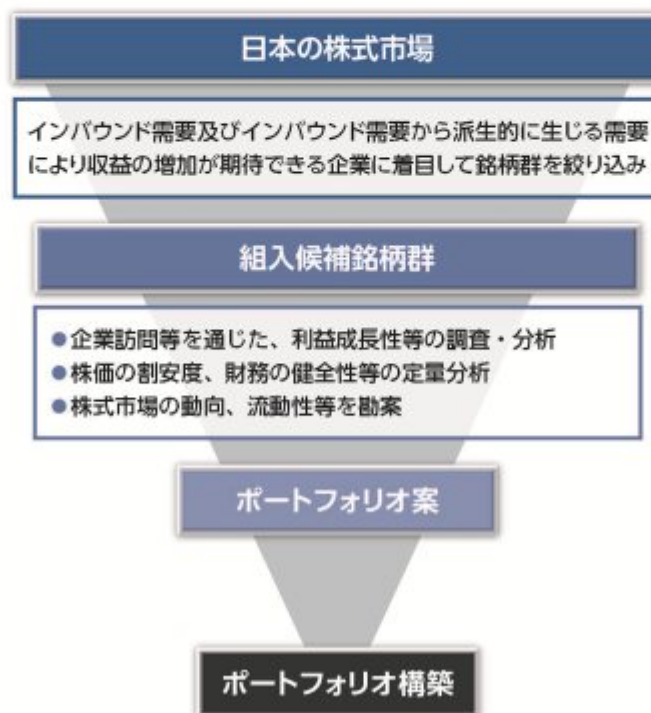 日本の株式市場
インバウンド需要及びインバウンド需要から派生的に生じる需要
により収益の増加が期待できる企業に着目して銘柄群を絞り込み
組入候補銘柄群
●企業訪問等を通じた、利益成長性等の調査・分析
●株価の割安度、財務の健全性等の定量分析
●株式市場の動向、流動性等を勘案
ポートフォリオ案
ポートフォリオ構築